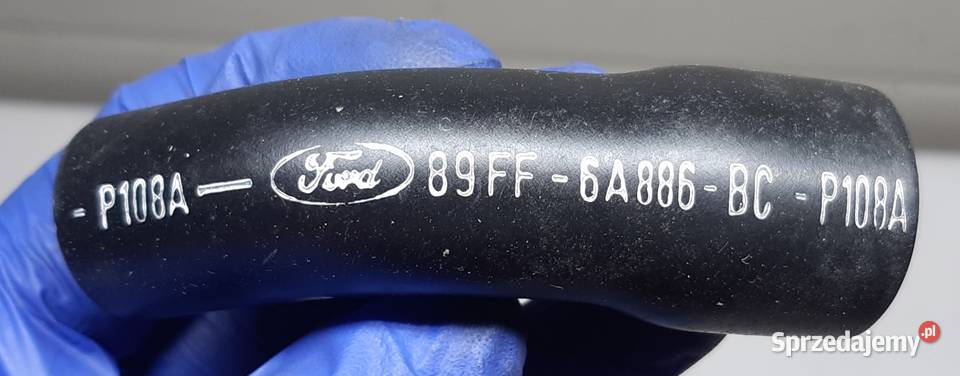 - P108A — Ford 89FF - 6A886 - BC - P108A
Sprzedajemy.pl